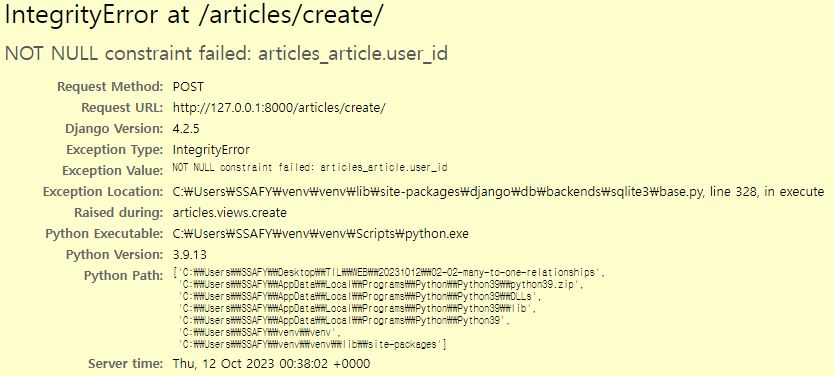 IntegrityError at /articles/create/
NOT NULL constraint failed: articles_article.user_id
Request Method: POST
Request URL: http://127.0.0.1:8000/articles/create/
Django Version: 4.2.5
Exception Type: IntegrityError
Exception Value: NOT NULL constraint failed: articles_article.user_id
Exception Location: C:₩Users₩SSAFY₩venv₩venv₩lib₩site-packages₩django₩db₩backends₩sqlite3₩base.py, line 328, in execute
Raised during: articles.views.create
Python Executable: C:₩Users₩SSAFY₩venv₩venv₩Scripts₩python.exe
Python Version: 3.9.13
Python Path: ['C:₩₩Users₩₩SSAFY₩₩Desktop₩₩TIL₩₩WEB₩₩20231012₩₩02-02-many-to-one-relationships',
'C:₩₩Users₩₩SSAFY₩₩AppData₩₩Local₩₩Programs₩₩Python₩₩Python39₩₩python39.zip',
'C:₩₩Users₩₩SSAFY₩₩AppData₩₩Local₩₩Programs₩₩Python₩₩Python39₩₩DLLs',
'C:₩₩Users₩₩SSAFY₩₩AppData₩₩Local₩₩Programs₩₩Python₩₩Python39₩₩lib',
'C:₩₩Users₩₩SSAFY₩₩AppData₩₩Local₩₩Programs₩₩Python₩₩Python39',
'C:₩₩Users₩₩SSAFY₩₩venv₩₩venv',
'C:₩₩Users₩₩SSAFY₩₩venv₩₩venv₩₩lib₩₩site-packages']
Server time: Thu, 12 Oct 2023 00:38:02 +0000